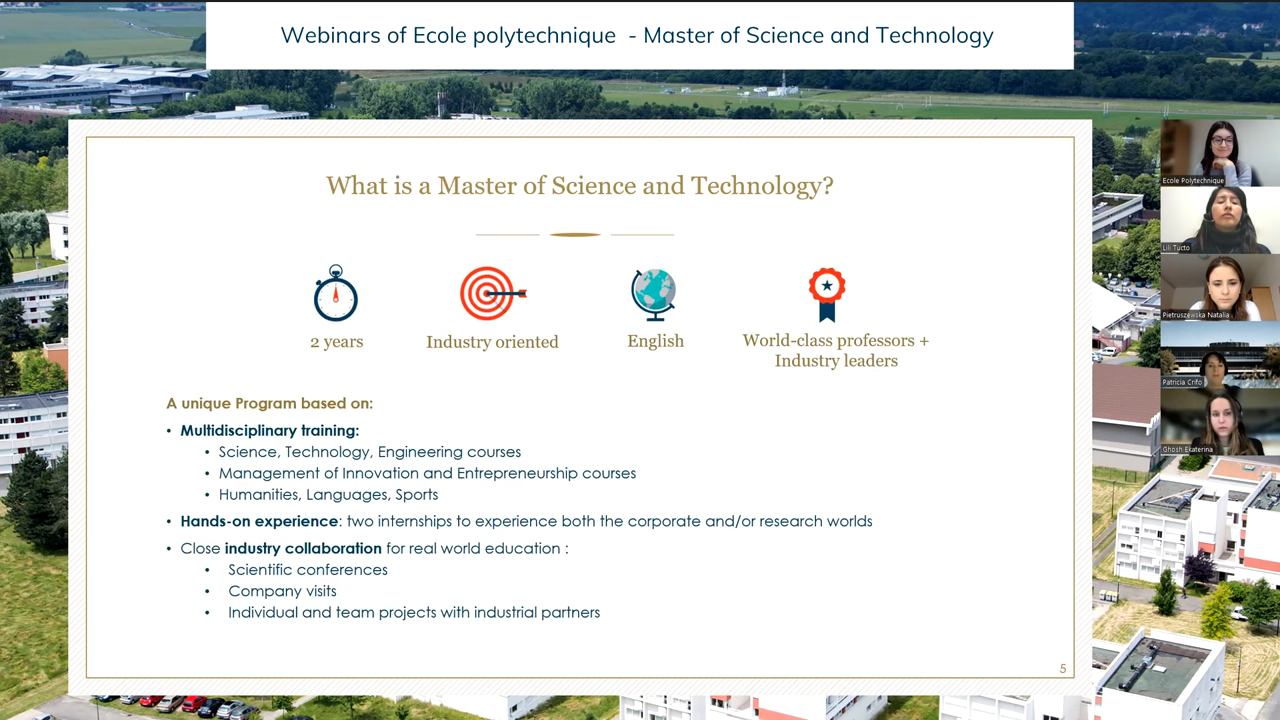 Webinars of Ecole polytechnique - Master of Science and Technology
What is a Master of Science and Technology?
2 years
Industry oriented
English
World-class professors +
Industry leaders
A unique Program based on:
• Multidisciplinary training:
• Science, Technology, Engineering courses
• Management of Innovation and Entrepreneurship courses
• Humanities, Languages, Sports
• Hands-on experience: two internships to experience both the corporate and/or research worlds
• Close industry collaboration for real world education :
• Scientific conferences
• Company visits
• Individual and team projects with industrial partners
5
Ecole Polytechnique
Lili Tucto
Pietruszewska Natalia
Patricia Crifo
Ghosh Ekaterina